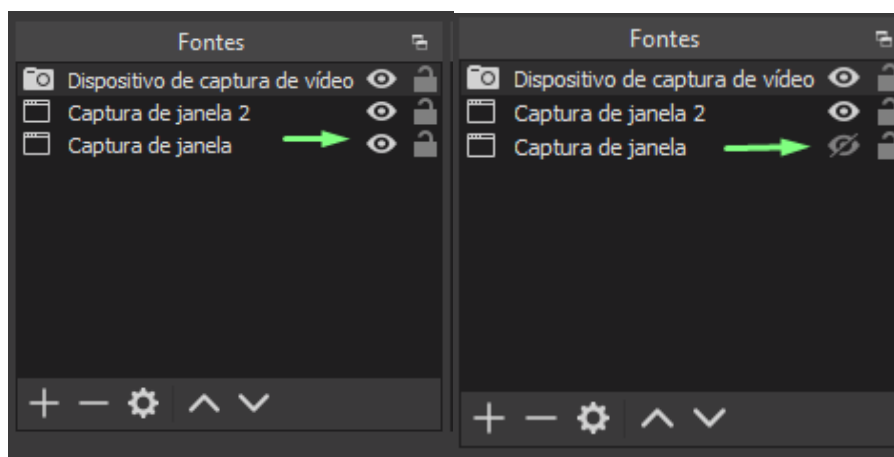 Fontes
Dispositivo de captura de vídeo
Captura de janela 2
Captura de janela
Fontes
Dispositivo de captura de vídeo
Captura de janela 2
Captura de janela